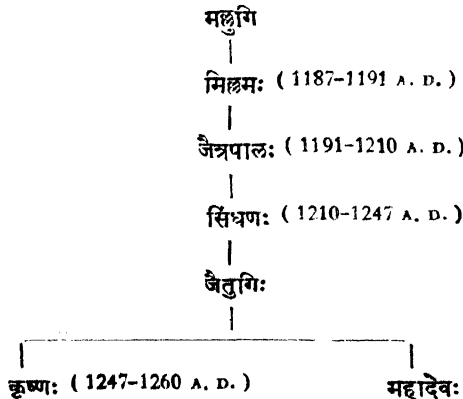 मल्लुगि
मिल्लमः ( 1187-1191 A. D. )
जैत्रपालः ( 1191-1210 A. D. )
सिंघणः ( 1210-1247 A. D. )
जैतुगिः
कृष्णः ( 1247-1260 A. D. ) महादेवः